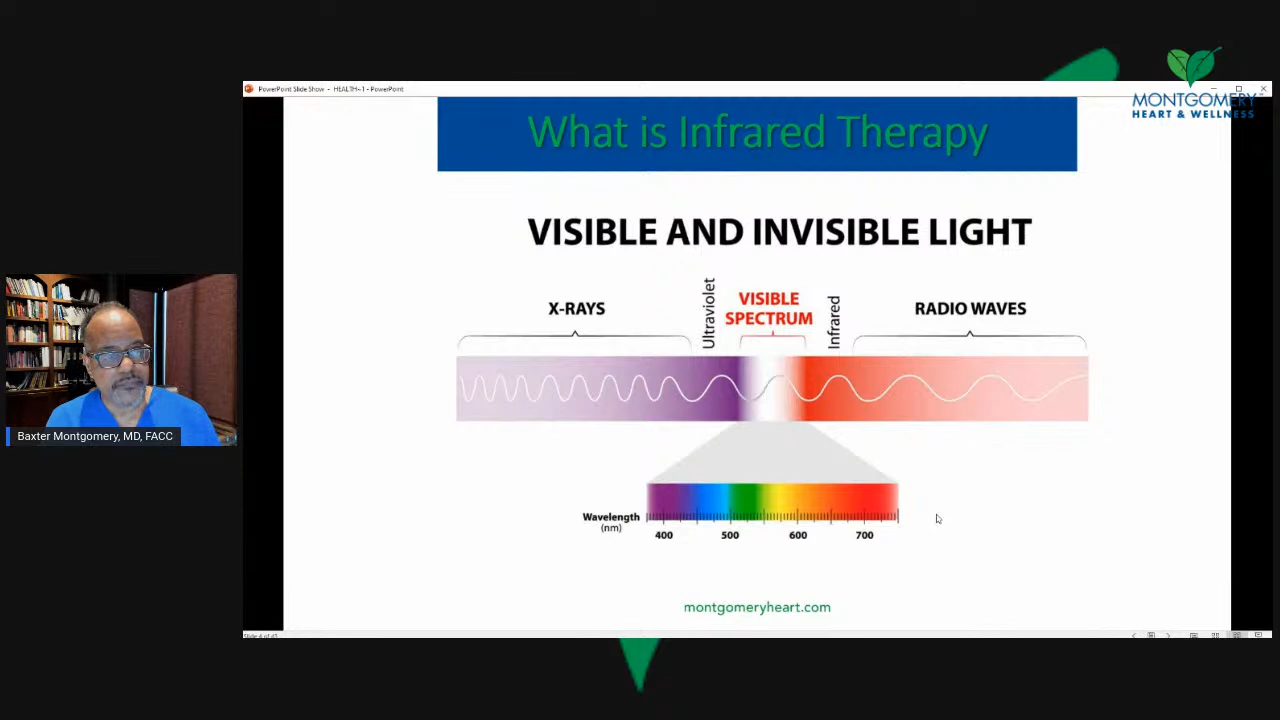 PowerPoint Slide Show - HEALTH~1 - PowerPoint
MONTGOMERY
HEART & WELLNESS
What is Infrared Therapy
VISIBLE AND INVISIBLE LIGHT
X-RAYS
Ultraviolet
VISIBLE
SPECTRUM
Infrared
RADIO WAVES
Baxter Montgomery, MD, FACC
Wavelength
(nm)
400 500 600 700
montgomeryheart.com